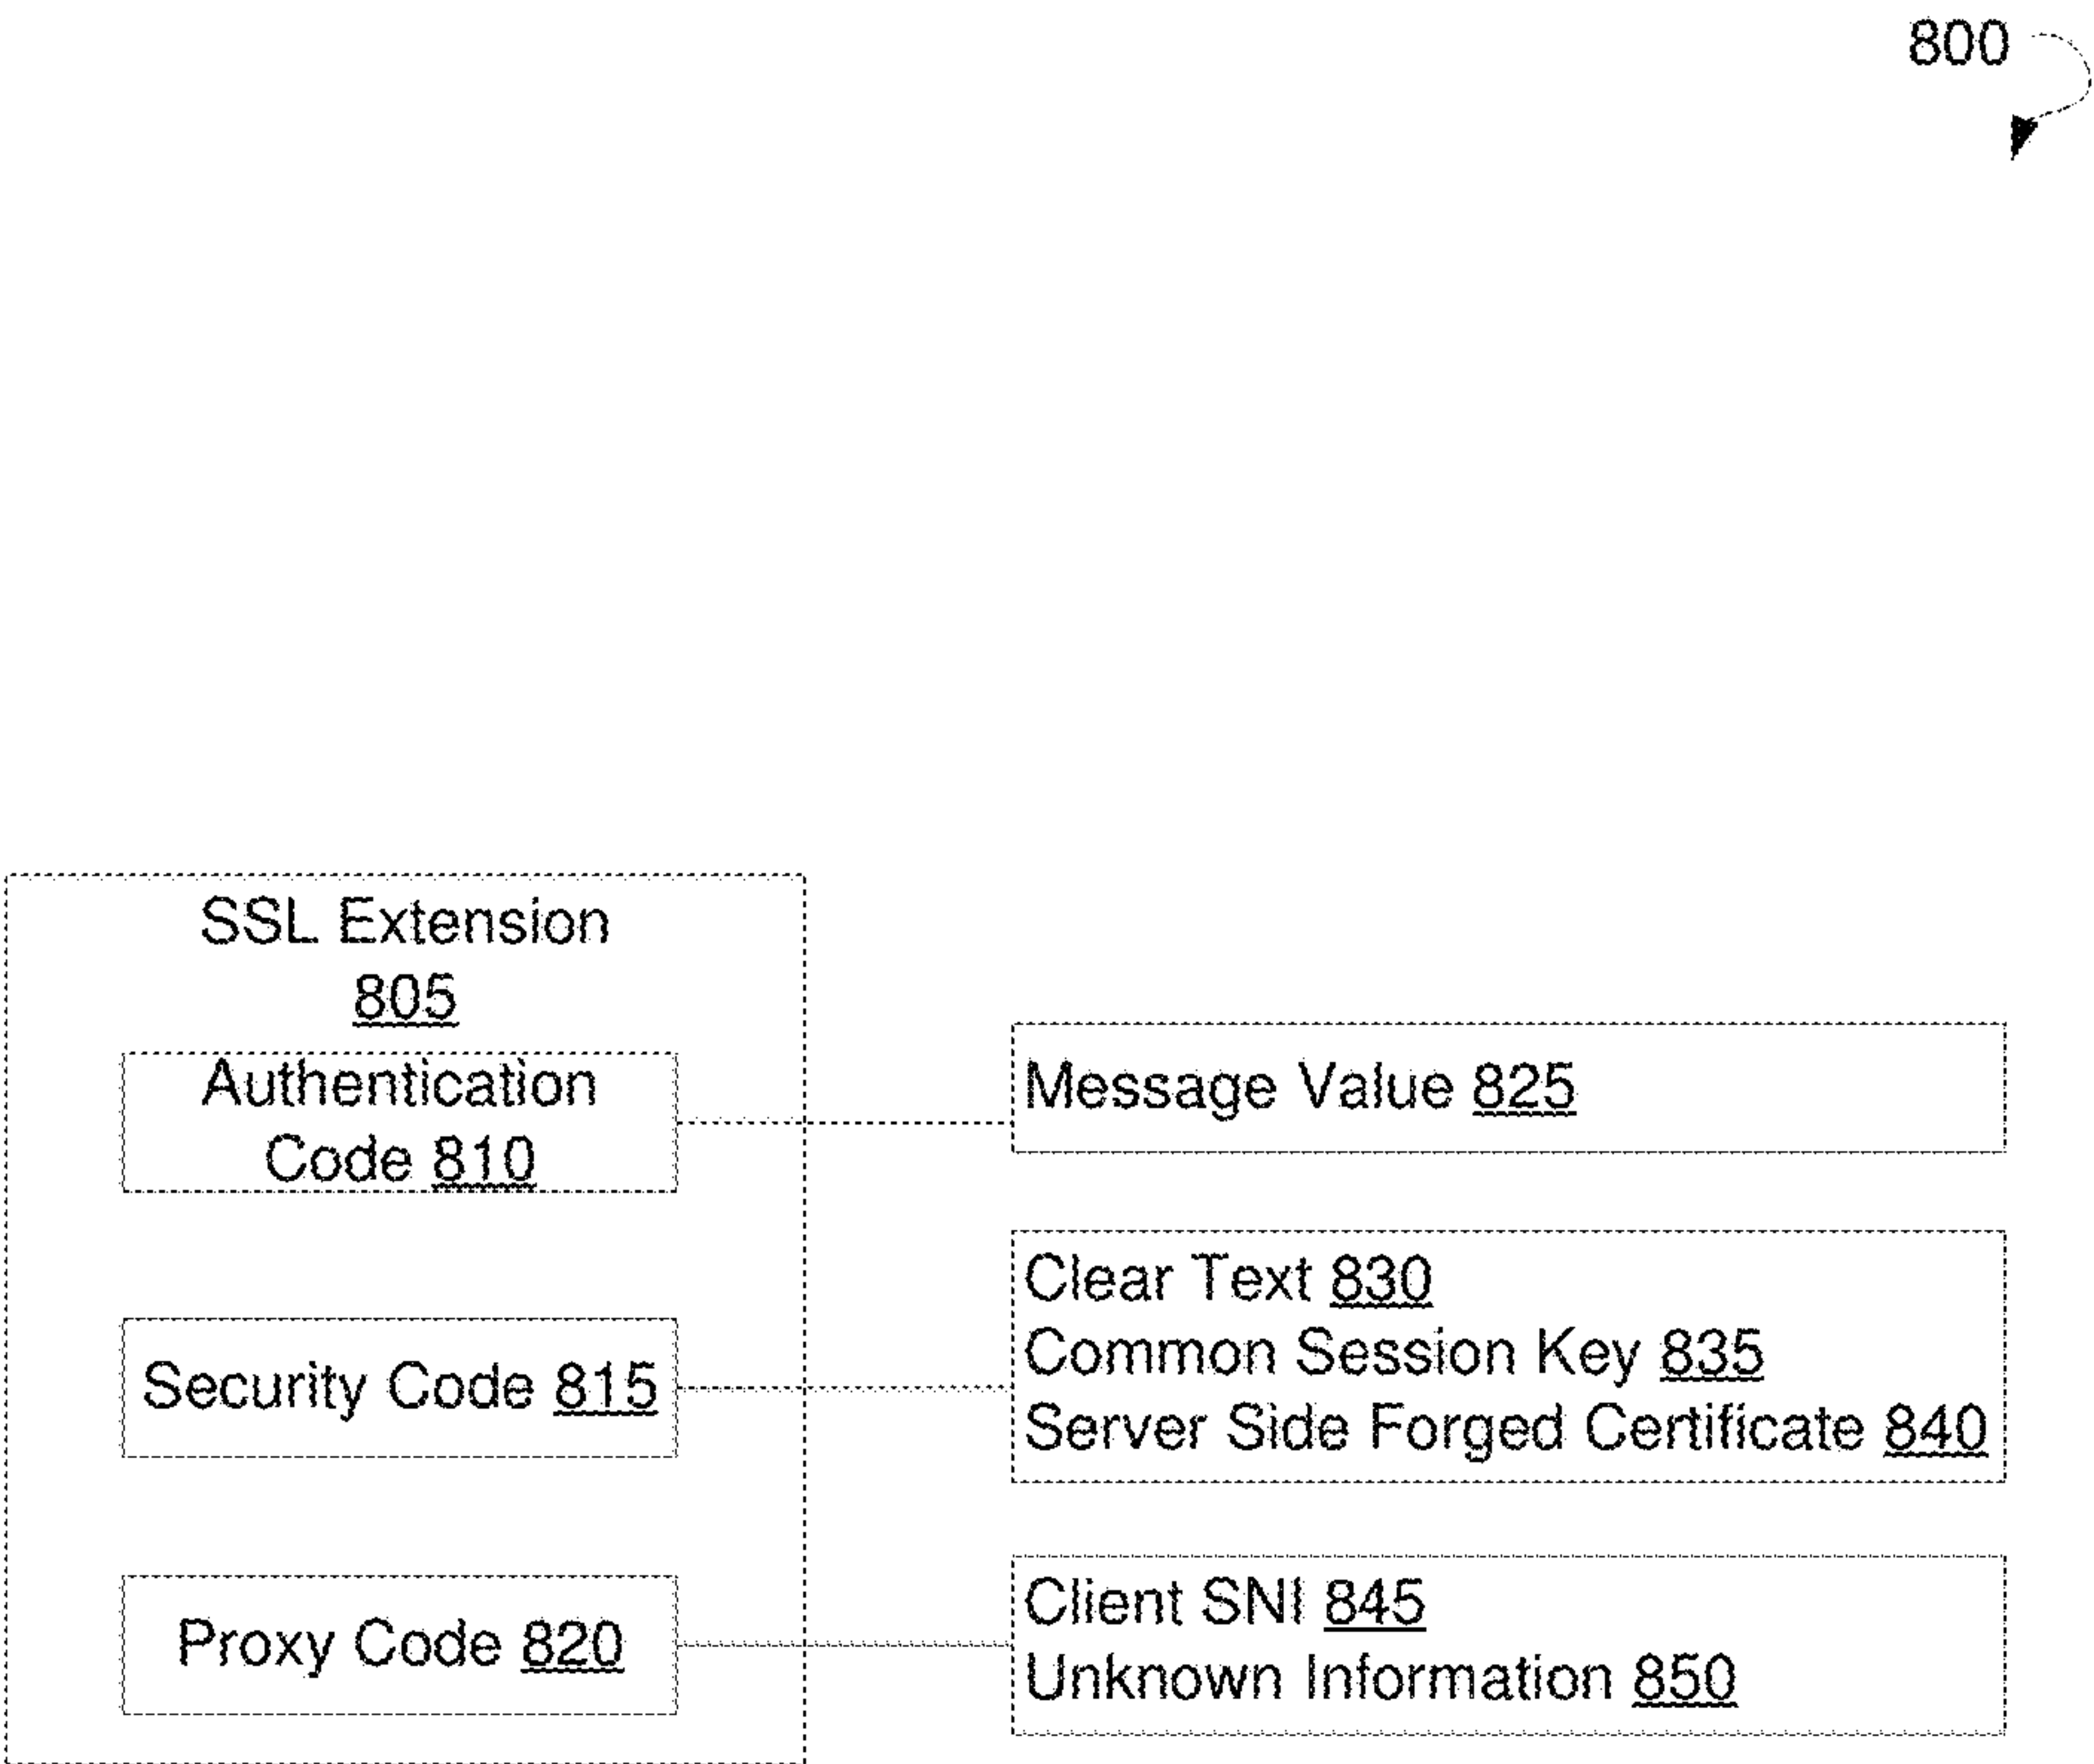 800
SSL Extension
805
Authentication
Code 810
Message Value 825
Security Code 815
Clear Text 830
Common Session Key 835
Server Side Forged Certificate 840
Proxy Code 820
Client SNI 845
Unknown Information 850